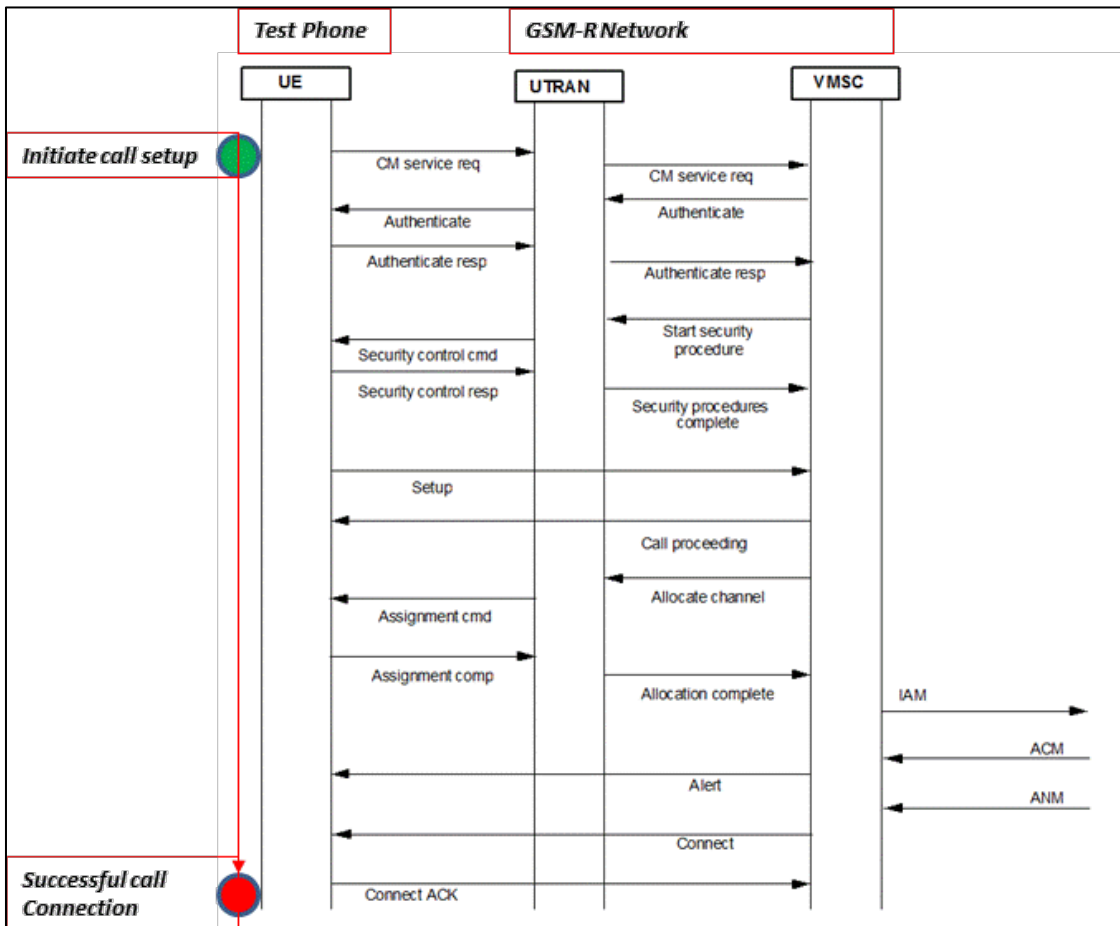 Test Phone
GSM-R Network
UE
UTRAN
VMSC
Initiate call setup
CM service req
CM service req
Authenticate
Authenticate
Authenticate resp
Authenticate resp
Start security
procedure
Security control cmd
Security control resp
Security procedures
complete
Setup
Call proceeding
Allocate channel
Assignment cmd
Assignment comp
Allocation complete
IAM
ACM
Alert
ANM
Connect
Successful call
Connection
Connect ACK